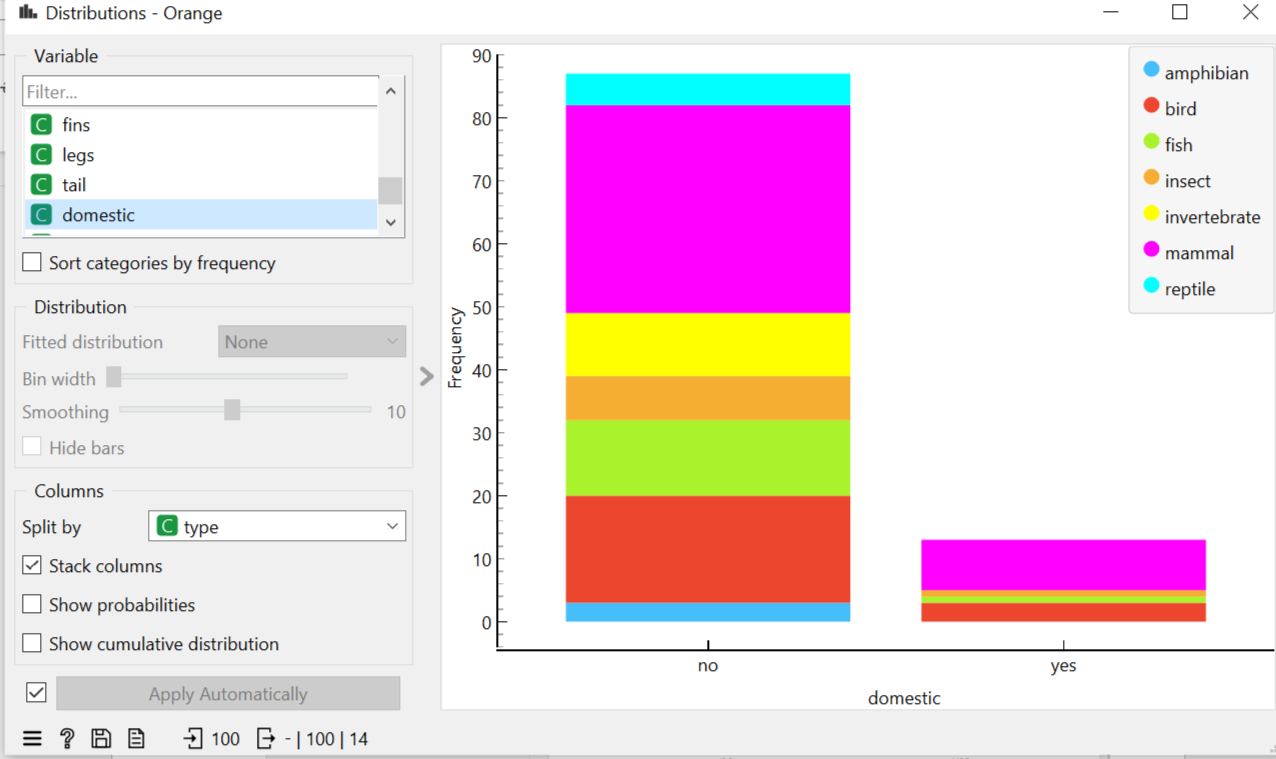 Distributions - Orange
Variable
Filter...
C fins
C legs
C tail
C domestic
Sort categories by frequency
Distribution
Fitted distribution None
Bin width
Smoothing 10
Hide bars
Columns
Split by C type
Stack columns
Show probabilities
Show cumulative distribution
Apply Automatically
? 100 - | 100 | 14
90
80
70
60
50
40
30
20
10
0
Frequency
no yes
domestic
amphibian
bird
fish
insect
invertebrate
mammal
reptile